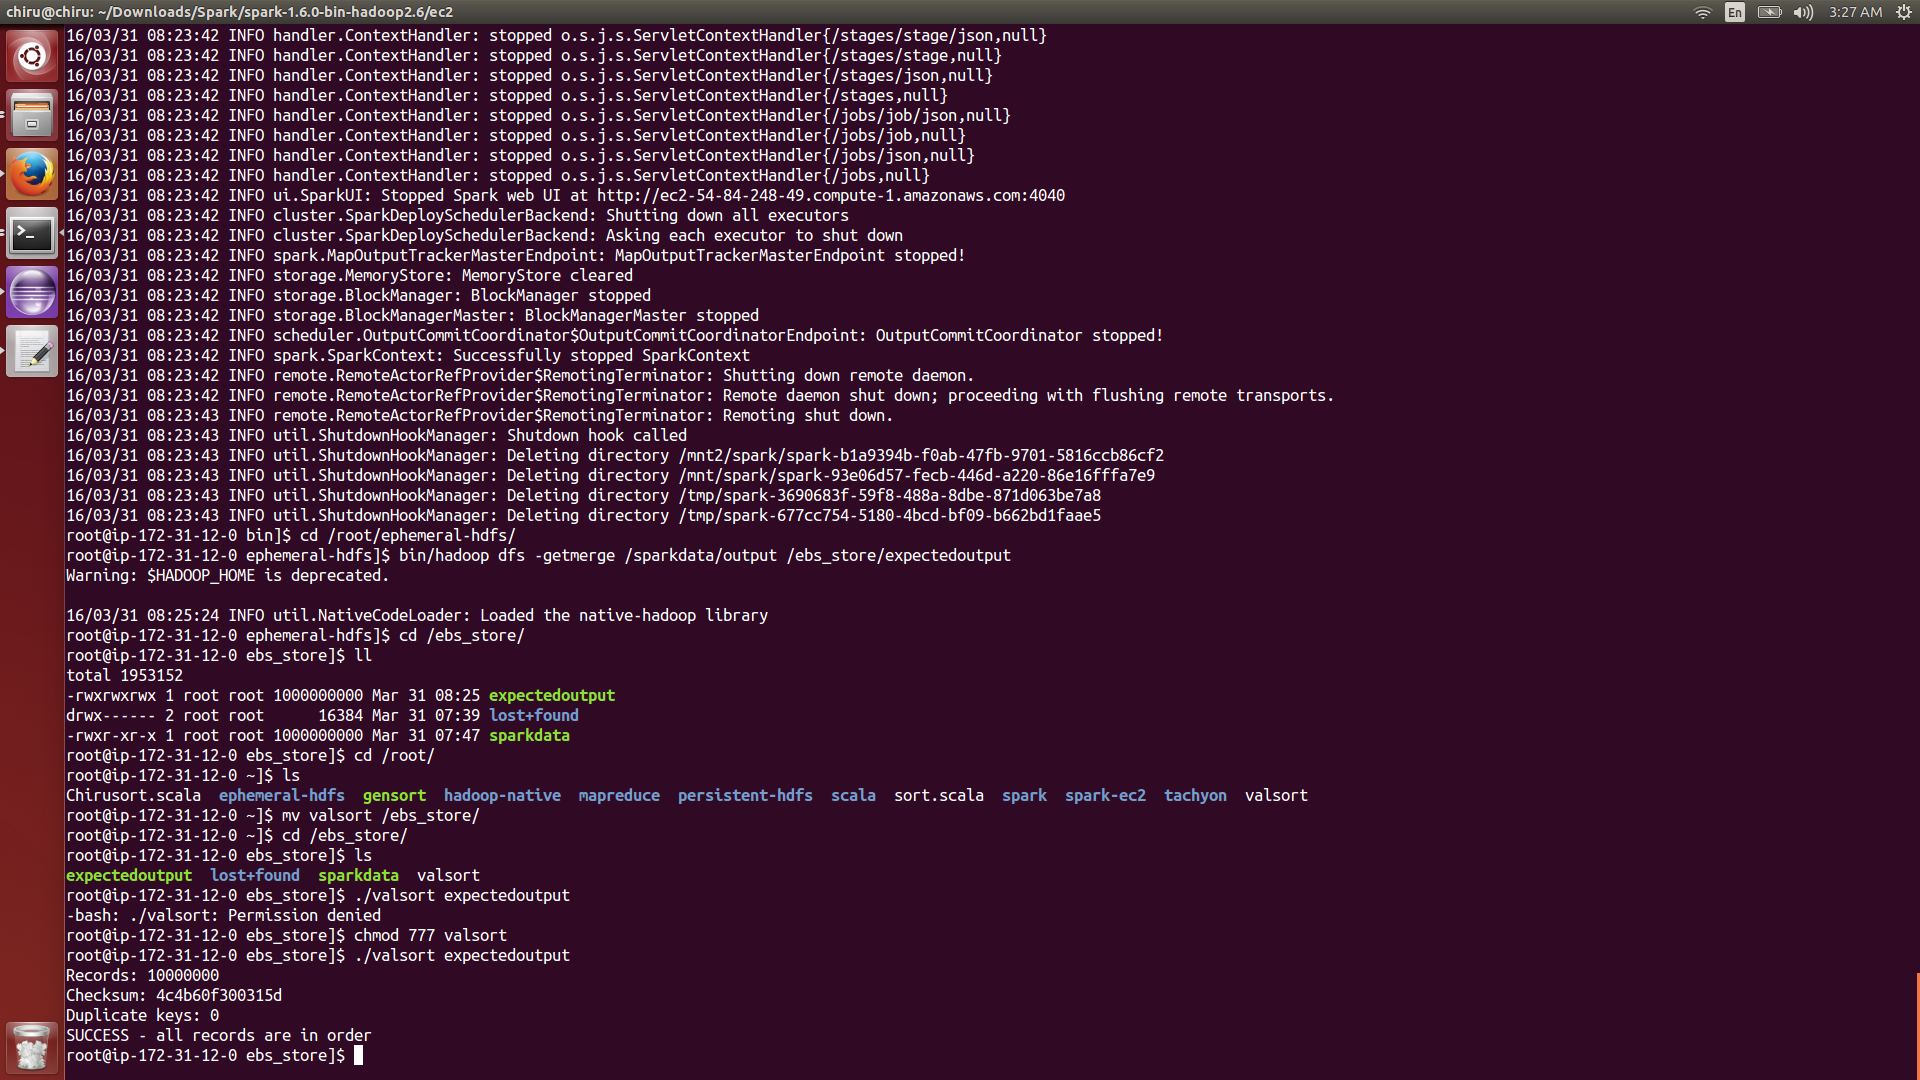 chiru@chiru: ~/Downloads/Spark/spark-1.6.0-bin-hadoop2.6/ec2
En
3:27 AM
16/03/31 08:23:42 INFO handler.ContextHandler: stopped o.s.j.s.ServletContextHandler{/stages/stage/json,null}
16/03/31 08:23:42 INFO handler.ContextHandler: stopped o.s.j.s.ServletContextHandler{/stages/stage,null}
16/03/31 08:23:42 INFO handler.ContextHandler: stopped o.s.j.s.ServletContextHandler{/stages/json,null}
16/03/31 08:23:42 INFO handler.ContextHandler: stopped o.s.j.s.ServletContextHandler{/stages,null}
16/03/31 08:23:42 INFO handler.ContextHandler: stopped o.s.j.s.ServletContextHandler{/jobs/job/json,null}
16/03/31 08:23:42 INFO handler.ContextHandler: stopped o.s.j.s.ServletContextHandler{/jobs/job,null}
16/03/31 08:23:42 INFO handler.ContextHandler: stopped o.s.j.s.ServletContextHandler{/jobs/json,null}
16/03/31 08:23:42 INFO handler.ContextHandler: stopped o.s.j.s.ServletContextHandler{/jobs,null}
16/03/31 08:23:42 INFO ui.SparkUI: Stopped Spark web UI at http://ec2-54-84-248-49.compute-1.amazonaws.com:4040
16/03/31 08:23:42 INFO cluster.SparkDeploySchedulerBackend: Shutting down all executors
16/03/31 08:23:42 INFO cluster.SparkDeploySchedulerBackend: Asking each executor to shut down
16/03/31 08:23:42 INFO spark.MapOutputTrackerMasterEndpoint: MapOutputTrackerMasterEndpoint stopped!
16/03/31 08:23:42 INFO storage.MemoryStore: MemoryStore cleared
16/03/31 08:23:42 INFO storage.BlockManager: BlockManager stopped
16/03/31 08:23:42 INFO storage.BlockManagerMaster: BlockManagerMaster stopped
16/03/31 08:23:42 INFO scheduler.OutputCommitCoordinator$OutputCommitCoordinatorEndpoint: OutputCommitCoordinator stopped!
16/03/31 08:23:42 INFO spark.SparkContext: Successfully stopped SparkContext
16/03/31 08:23:42 INFO remote.RemoteActorRefProvider$RemotingTerminator: Shutting down remote daemon.
16/03/31 08:23:42 INFO remote.RemoteActorRefProvider$RemotingTerminator: Remote daemon shut down; proceeding with flushing remote transports.
16/03/31 08:23:43 INFO remote.RemoteActorRefProvider$RemotingTerminator: Remoting shut down.
16/03/31 08:23:43 INFO util.ShutdownHookManager: Shutdown hook called
16/03/31 08:23:43 INFO util.ShutdownHookManager: Deleting directory /mnt2/spark/spark-b1a9394b-f0ab-47fb-9701-5816ccb86cf2
16/03/31 08:23:43 INFO util.ShutdownHookManager: Deleting directory /mnt/spark/spark-93e06d57-fecb-446d-a220-86e16fffa7e9
16/03/31 08:23:43 INFO util.ShutdownHookManager: Deleting directory /tmp/spark-3690683f-59f8-488a-8dbe-871d063be7a8
16/03/31 08:23:43 INFO util.ShutdownHookManager: Deleting directory /tmp/spark-677cc754-5180-4bcd-bf09-b662bd1faae5
root@ip-172-31-12-0 bin]$ cd /root/ephemeral-hdfs/
root@ip-172-31-12-0 ephemeral-hdfs]$ bin/hadoop dfs -getmerge /sparkdata/output /ebs_store/expectedoutput
Warning: $HADOOP_HOME is deprecated.
16/03/31 08:25:24 INFO util.NativeCodeLoader: Loaded the native-hadoop library
root@ip-172-31-12-0 ephemeral-hdfs]$ cd /ebs_store/
root@ip-172-31-12-0 ebs_store]$ ll
total 1953152
-rwxrwxrwx 1 root root 1000000000 Mar 31 08:25 expectedoutput
drwx------ 2 root root      16384 Mar 31 07:39 lost+found
-rwxr-xr-x 1 root root 1000000000 Mar 31 07:47 sparkdata
root@ip-172-31-12-0 ebs_store]$ cd /root/
root@ip-172-31-12-0 ~]$ ls
Chirusort.scala  ephemeral-hdfs  gensort  hadoop-native  mapreduce  persistent-hdfs  scala  sort.scala  spark  spark-ec2  tachyon  valsort
root@ip-172-31-12-0 ~]$ mv valsort /ebs_store/
root@ip-172-31-12-0 ~]$ cd /ebs_store/
root@ip-172-31-12-0 ebs_store]$ ls
expectedoutput  lost+found  sparkdata  valsort
root@ip-172-31-12-0 ebs_store]$ ./valsort expectedoutput
-bash: ./valsort: Permission denied
root@ip-172-31-12-0 ebs_store]$ chmod 777 valsort
root@ip-172-31-12-0 ebs_store]$ ./valsort expectedoutput
Records: 10000000
Checksum: 4c4b60f300315d
Duplicate keys: 0
SUCCESS - all records are in order
root@ip-172-31-12-0 ebs_store]$